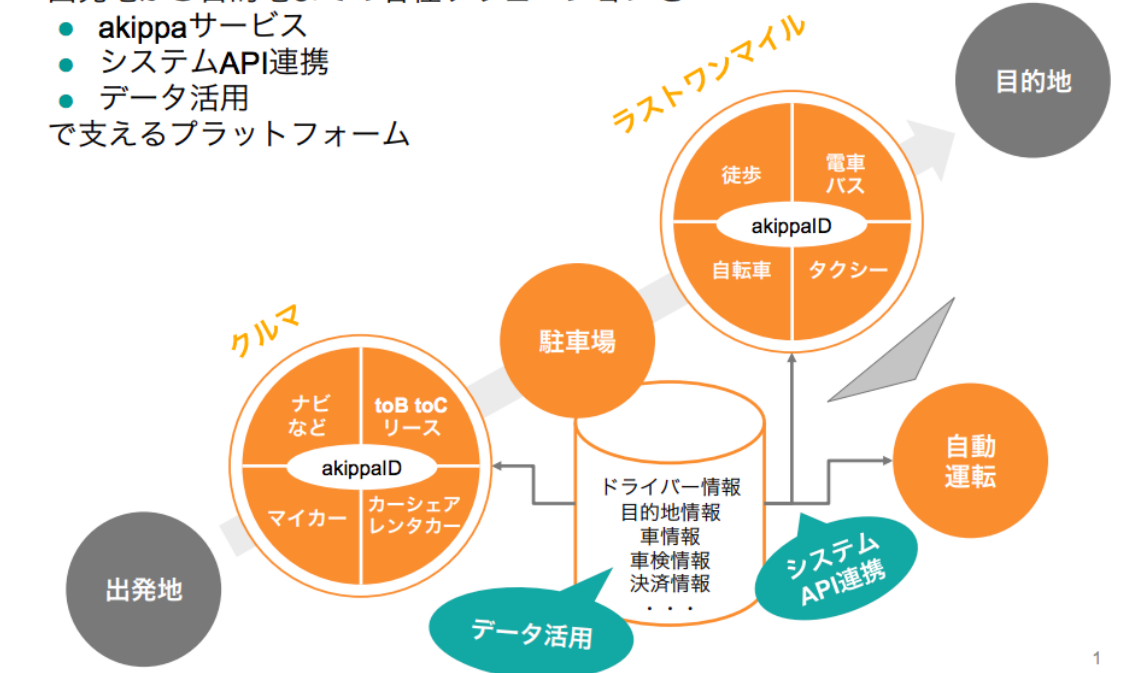 ● akippaサービス
● システムAPI連携
● データ活用
で支えるプラットフォーム
ラストワンマイル
目的地
徒歩
電車
バス
akippaID
自転車
タクシー
駐車場
クルマ
ナビ
など
toB toC
リース
akippaID
マイカー
カーシェア
レンタカー
出発地
ドライバー情報
目的地情報
車情報
車検情報
決済情報
・・・
自動
運転
システム
API連携
データ活用
1